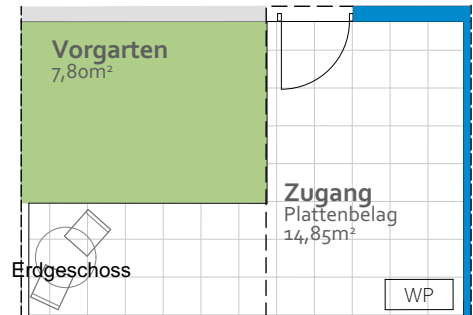 Vorgarten
7,80m²
Zugang
Plattenbelag
14,85m²
Erdgeschoss
WP